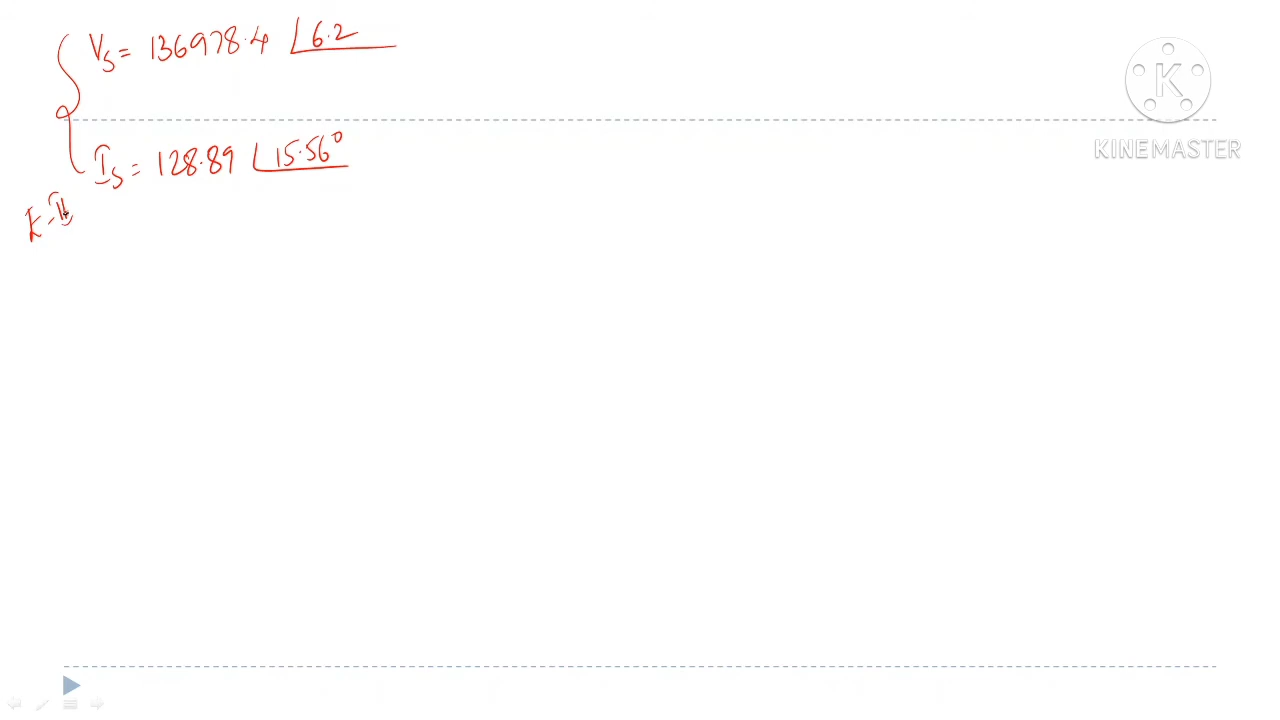 Vs = 136978.4 ∠6.2
Is = 128.89 ∠15.56°
K
KINEMASTER